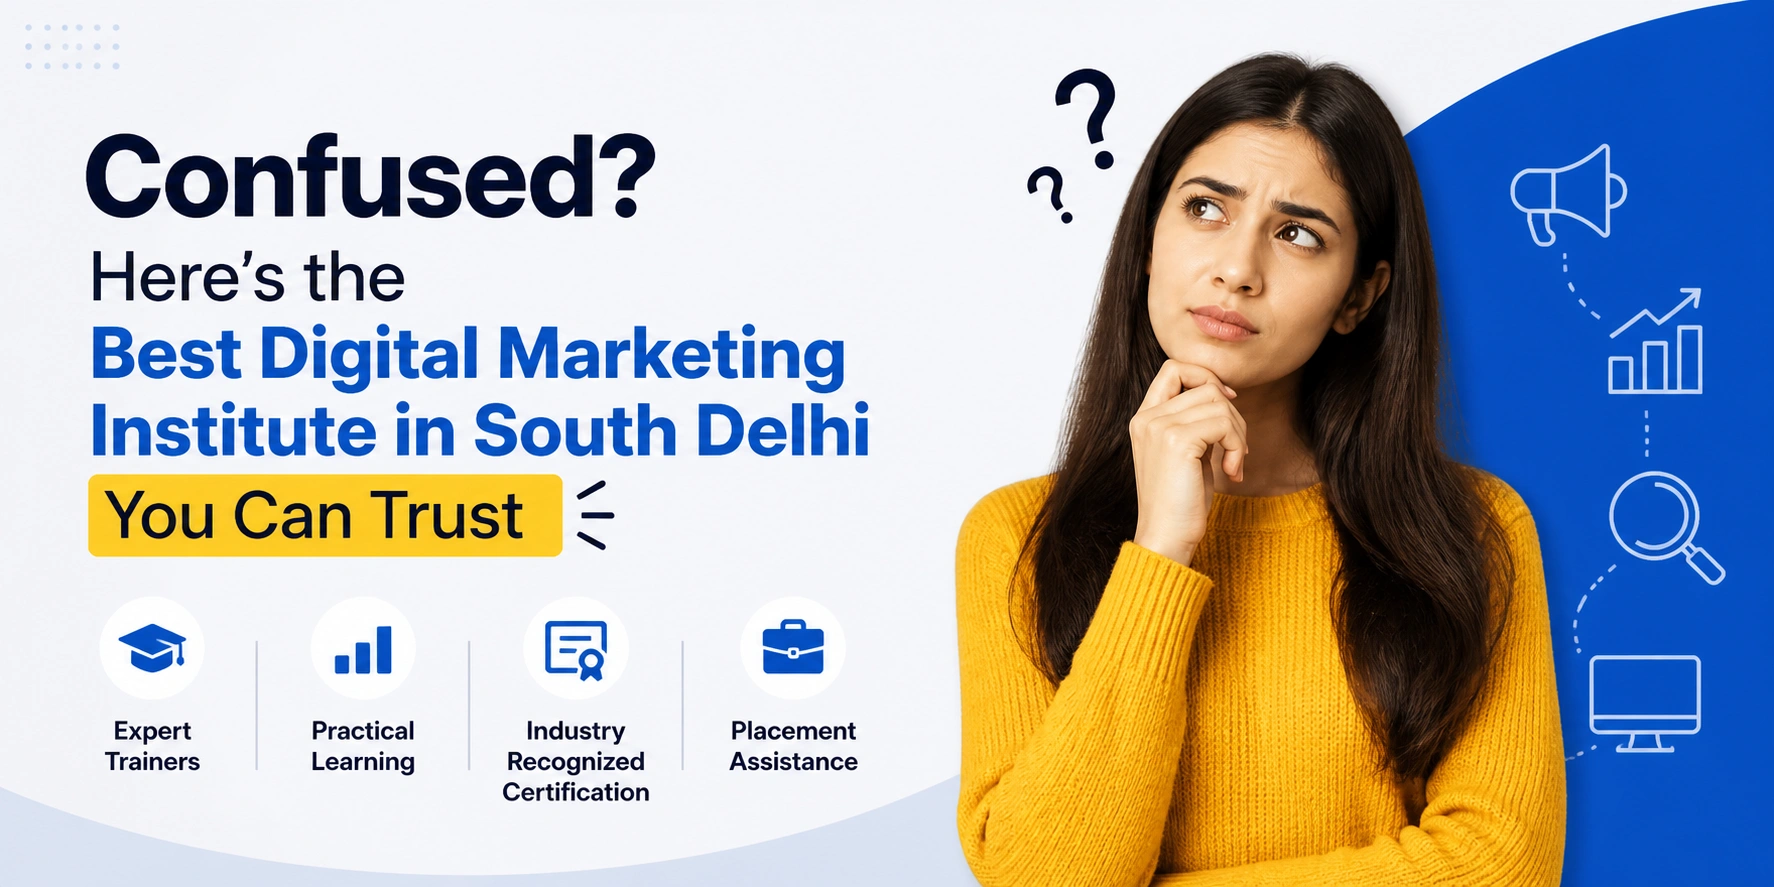 Confused?
Here's the
Best Digital Marketing
Institute in South Delhi
You Can Trust
? ?
Expert
Trainers
Practical
Learning
Industry
Recognized
Certification
Placement
Assistance